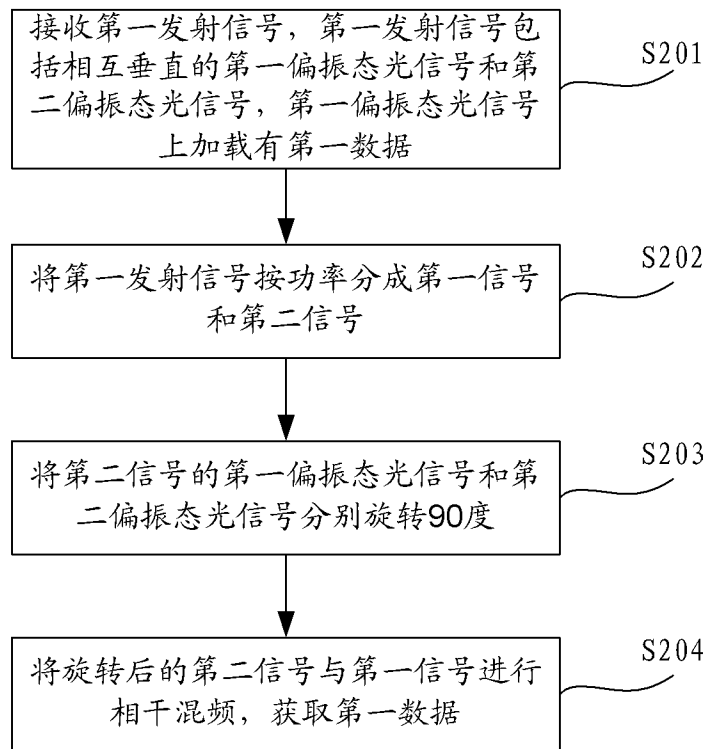 接收第一发射信号，第一发射信号包
括相互垂直的第一偏振态光信号和第
二偏振态光信号，第一偏振态光信号
上加载有第一数据
S201
将第一发射信号按功率分成第一信号
和第二信号
S202
将第二信号的第一偏振态光信号和第
二偏振态光信号分别旋转90度
S203
将旋转后的第二信号与第一信号进行
相干混频，获取第一数据
S204